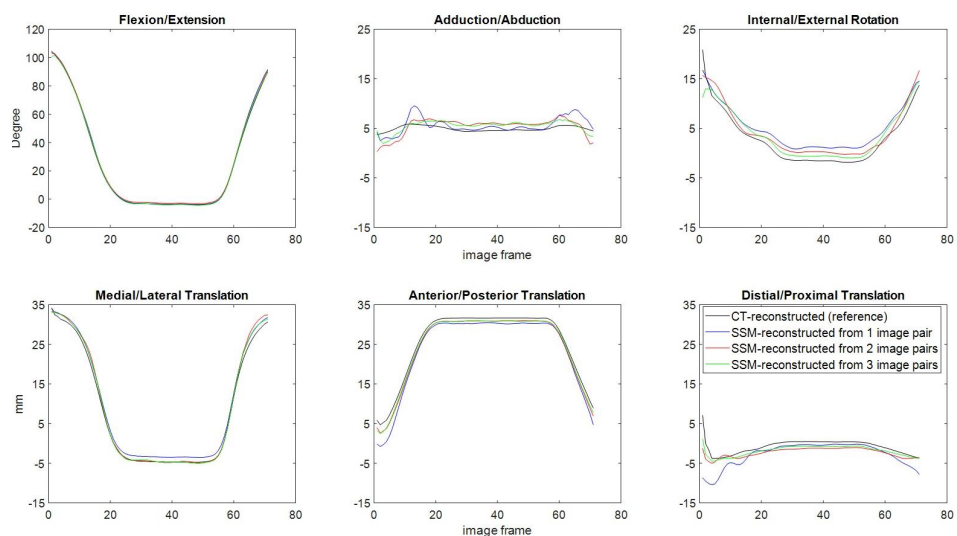 Flexion/Extension
Adduction/Abduction
Internal/External Rotation
120
100
80
60
40
20
0
-20
Degree
0 20 40 60 80
25
15
5
-5
-15
0 20 40 60 80
image frame
25
15
5
-5
-15
0 20 40 60 80
Medial/Lateral Translation
Anterior/Posterior Translation
Distial/Proximal Translation
35
25
15
5
-5
-15
mm
0 20 40 60 80
35
25
15
5
-5
-15
0 20 40 60 80
image frame
35
25
15
5
-5
-15
CT-reconstructed (reference)
SSM-reconstructed from 1 image pair
SSM-reconstructed from 2 image pairs
SSM-reconstructed from 3 image pairs
0 20 40 60 80